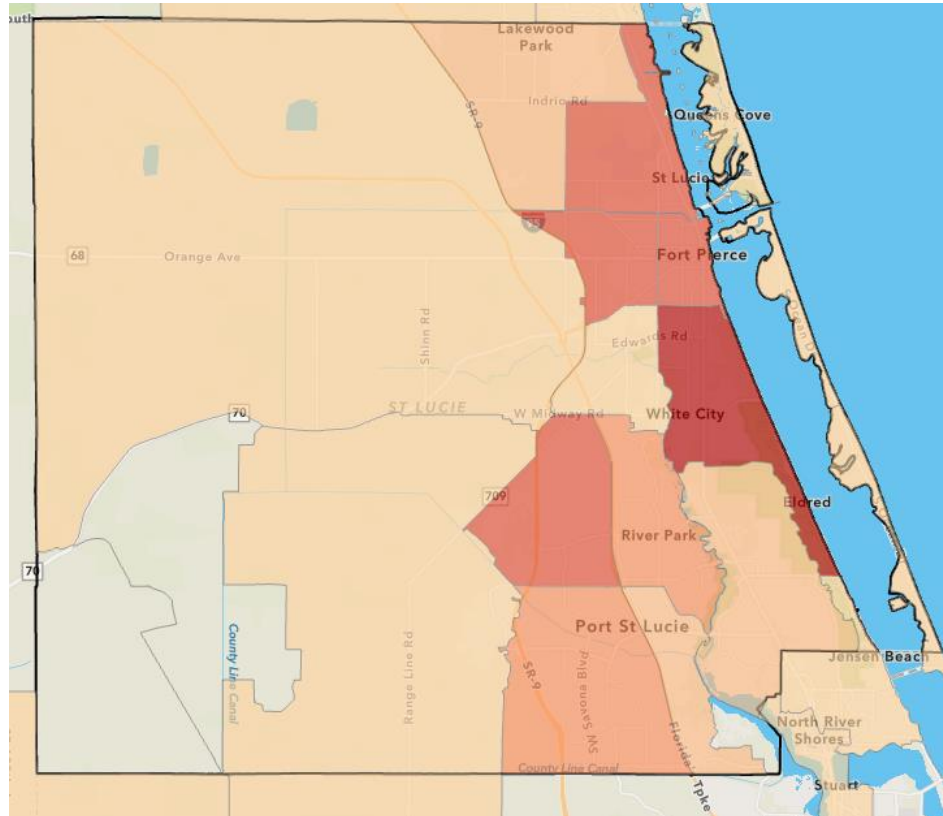 outh
Lakewood
Park
Indrio Rd
SR-9
Queens Cove
St Lucie
68
Orange Ave
Fort Pierce
S Ocean D
Shinn Rd
Edwards Rd
ST LUCIE
70
W Midway Rd
White City
709
Eldred
River Park
70
County Line Canal
Range Line Rd
Port St Lucie
SR-9
SW Savona Blvd
Florida's Tpke
Jensen Beach
North River
Shores
County Line Canal
Stuart